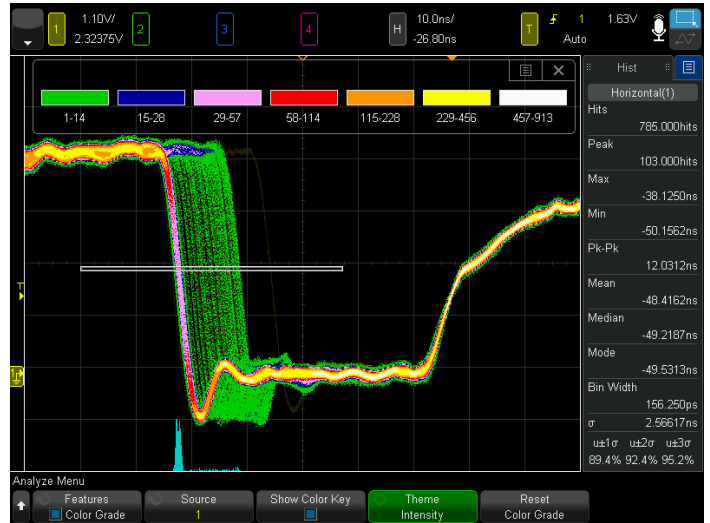 1 1.10V/ 2 3 4 H 10.0ns/ T 1 1.63V
2.32375V -26.80ns Auto
1-14 15-28 29-57 58-114 115-228 229-456 457-913
Hist
Horizontal(1)
Hits
785.000hits
Peak
103.000hits
Max
-38.1250ns
Min
-50.1562ns
Pk-Pk
12.0312ns
Mean
-48.4162ns
Median
-49.2187ns
Mode
-49.5313ns
Bin Width
156.250ps
σ 2.56617ns
u±1σ u±2σ u±3σ
89.4% 92.4% 95.2%
T
1
Analyze Menu
Features Source Show Color Key Theme Reset
Color Grade 1 Intensity Color Grade